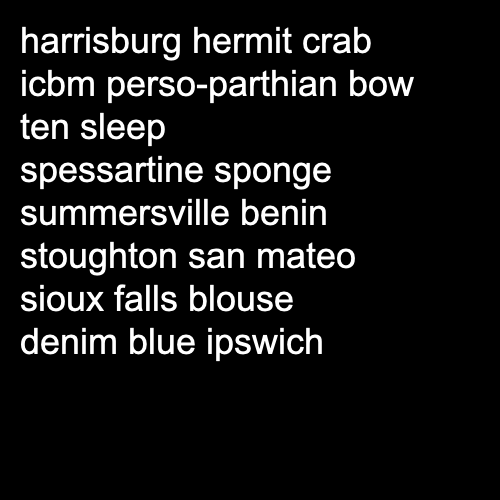 harrisburg hermit crab
icbm perso-parthian bow
ten sleep
spessartine sponge
summersville benin
stoughton san mateo
sioux falls blouse
denim blue ipswich